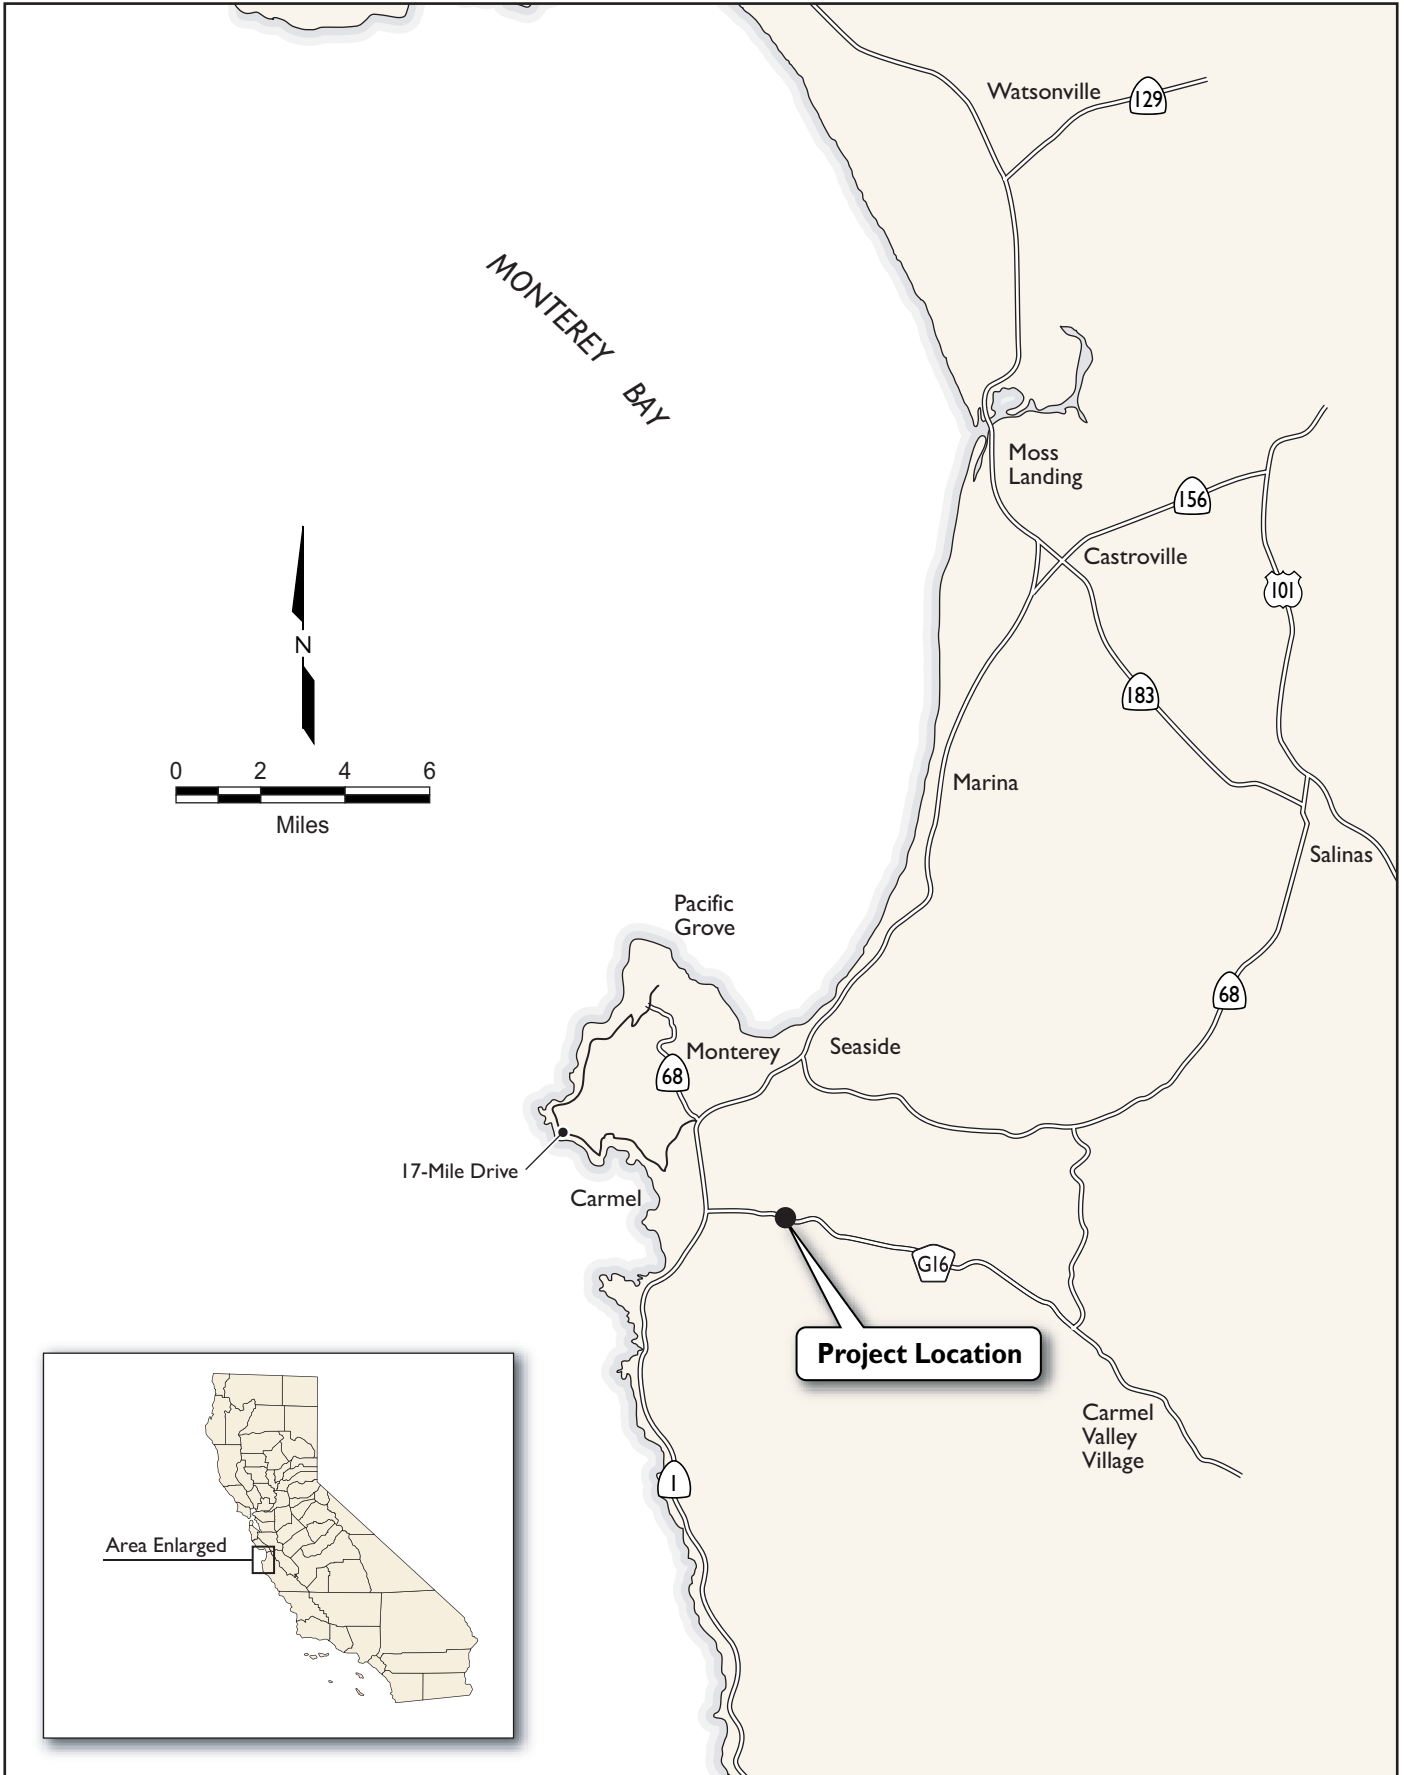 Watsonville
129
MONTEREY BAY
Moss
Landing
156
Castroville
101
N
183
0 2 4 6
Miles
Marina
Salinas
Pacific
Grove
68
Monterey
Seaside
68
17-Mile Drive
Carmel
G16
Project Location
Carmel
Valley
Village
1
Area Enlarged